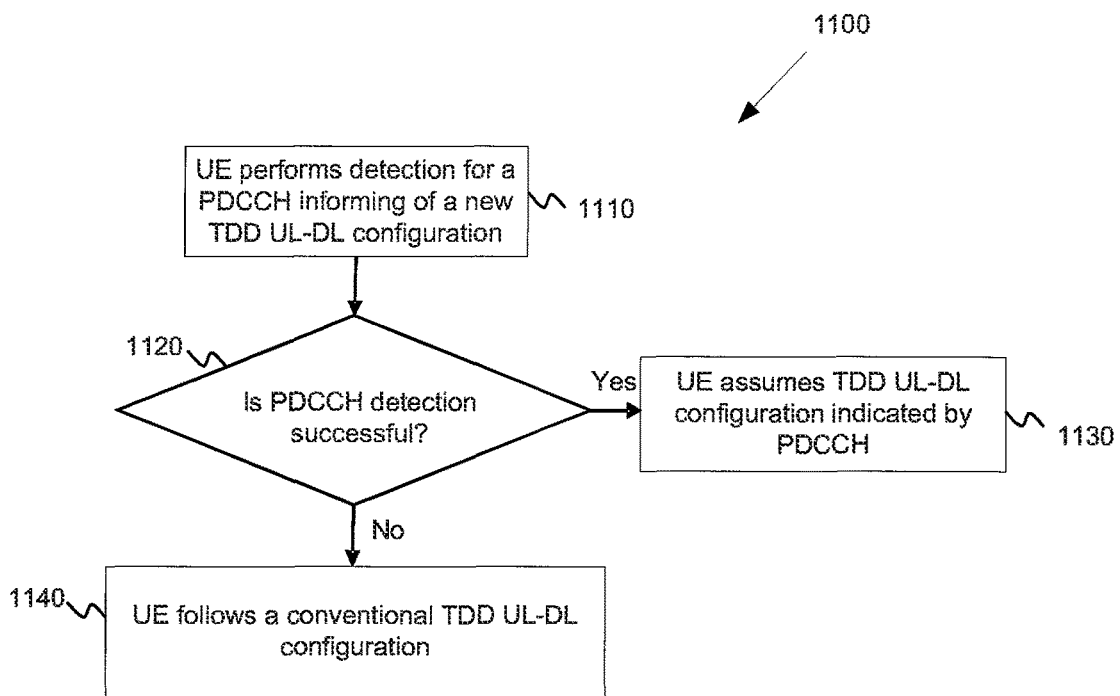 1100
UE performs detection for a
PDCCH informing of a new
TDD UL-DL configuration
1110
1120
Is PDCCH detection
successful?
Yes
UE assumes TDD UL-DL
configuration indicated by
PDCCH
1130
No
1140
UE follows a conventional TDD UL-DL
configuration